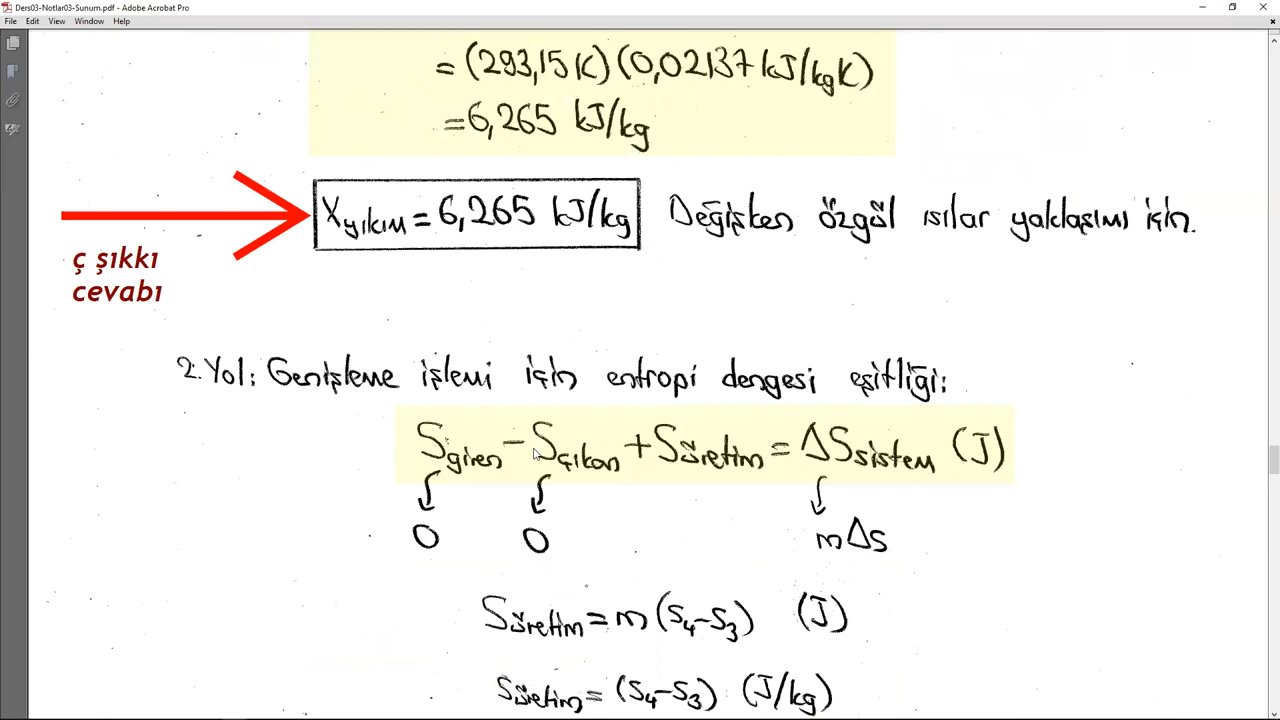 Ders03-Notlar03-Sunum.pdf - Adobe Acrobat Pro
File Edit View Window Help
= (293,15 K) (0,02137 kJ/kgK)
= 6,265 kJ/kg
Xyıkım = 6,265 kJ/kg Değişken özgül ısılar yaklaşımı için.
ç şıkkı
cevabı
2. Yol: Genişleme işlemi için entropi dengesi eşitliği:
Sgiren - Sçıkan + Süretim = ΔSsistem (J)
0 0 mΔs
Süretim = m(s4-s3) (J)
Süretim = (s4-s3) (J/kg)